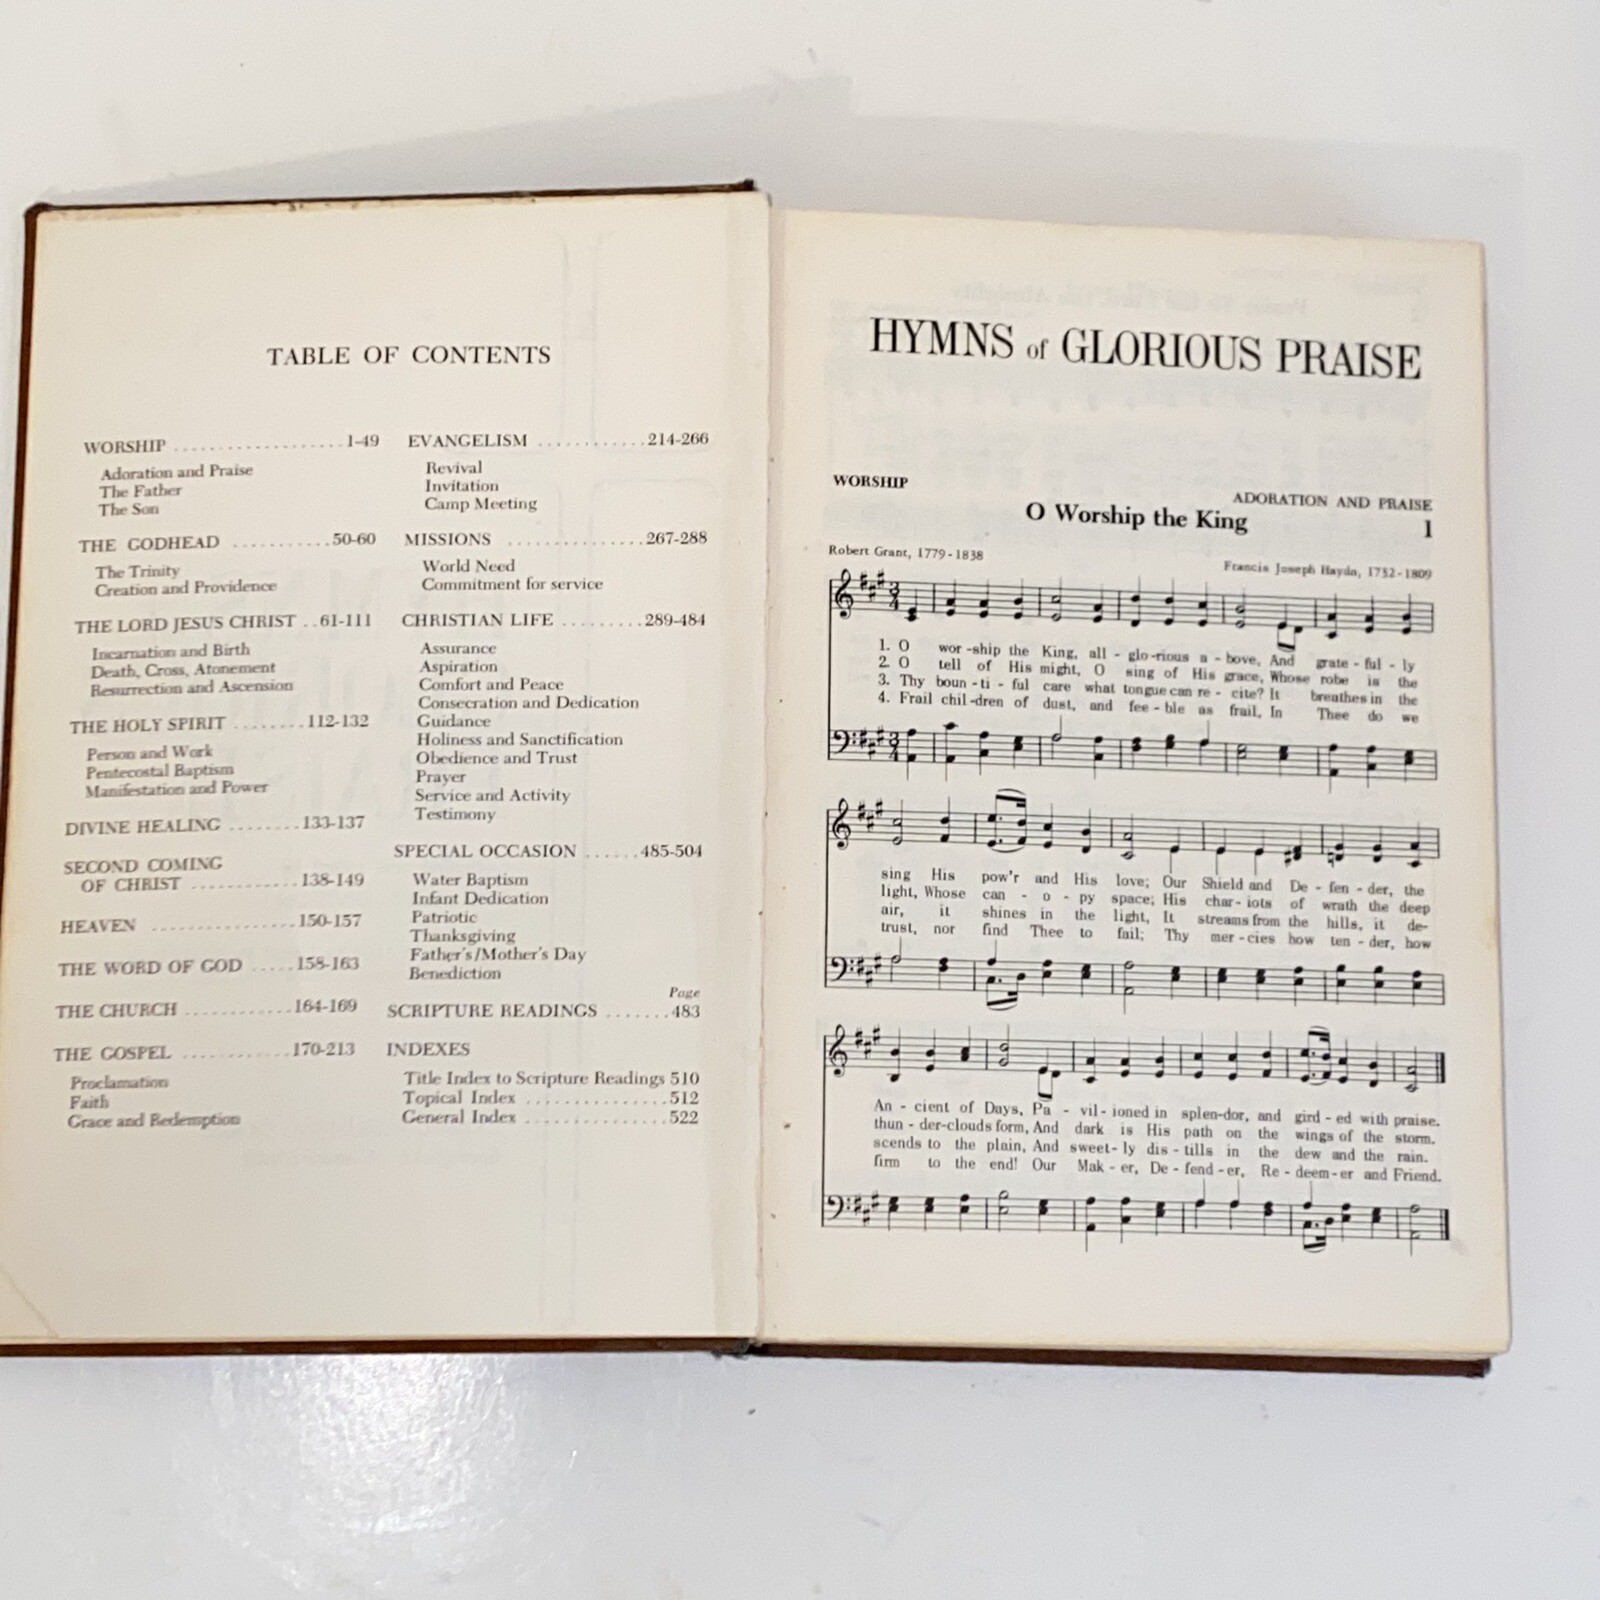 TABLE OF CONTENTS
WORSHIP ....................1-49
Adoration and Praise
The Father
The Son
THE GODHEAD ...........50-60
The Trinity
Creation and Providence
THE LORD JESUS CHRIST ..61-111
Incarnation and Birth
Death, Cross, Atonement
Resurrection and Ascension
THE HOLY SPIRIT ........112-132
Person and Work
Pentecostal Baptism
Manifestation and Power
DIVINE HEALING ........133-137
SECOND COMING
OF CHRIST ............138-149
HEAVEN .................150-157
THE WORD OF GOD .....158-163
THE CHURCH .............164-169
THE GOSPEL .............170-213
Proclamation
Faith
Grace and Redemption
EVANGELISM ............214-266
Revival
Invitation
Camp Meeting
MISSIONS ...............267-288
World Need
Commitment for service
CHRISTIAN LIFE .........289-484
Assurance
Aspiration
Comfort and Peace
Consecration and Dedication
Guidance
Holiness and Sanctification
Obedience and Trust
Prayer
Service and Activity
Testimony
SPECIAL OCCASION ......485-504
Water Baptism
Infant Dedication
Patriotic
Thanksgiving
Father's/Mother's Day
Benediction
Page
SCRIPTURE READINGS .......483
INDEXES
Title Index to Scripture Readings 510
Topical Index .................512
General Index .................522
HYMNS of GLORIOUS PRAISE
WORSHIP
ADORATION AND PRAISE
O Worship the King 1
Robert Grant, 1779-1838
Francis Joseph Haydn, 1732-1809
1. O wor-ship the King, all - glo-rious a - bove, And grate - ful - ly
2. O tell of His might, O sing of His grace, Whose robe is the
3. Thy boun - ti - ful care what tongue can re - cite? It breathes in the
4. Frail chil-dren of dust, and fee - ble as frail, In Thee do we
sing His pow'r and His love; Our Shield and De - fen - der, the
light, Whose can - o - py space; His char - iots of wrath the deep
air, it shines in the light, It streams from the hills, it de-
trust, nor find Thee to fail; Thy mer - cies how ten - der, how
An - cient of Days, Pa - vil - ioned in splen-dor, and gird - ed with praise.
thun - der-clouds form, And dark is His path on the wings of the storm.
scends to the plain, And sweet- ly dis - tills in the dew and the rain.
firm to the end! Our Mak - er, De - fend - er, Re - deem - er and Friend.